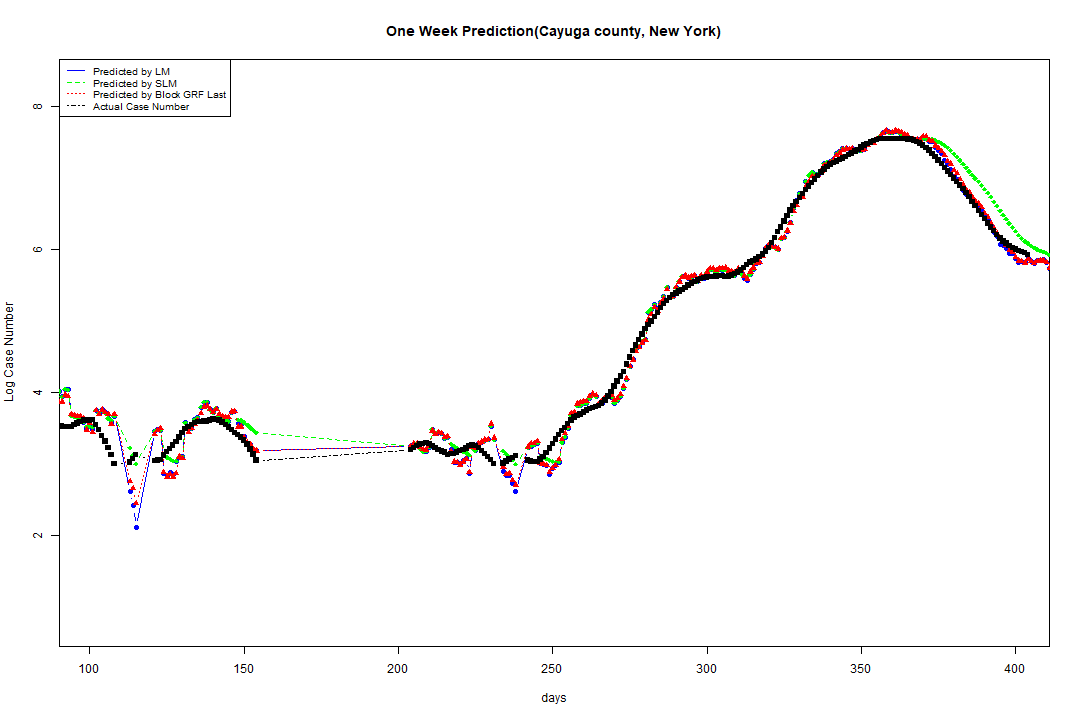 One Week Prediction(Cayuga county, New York)
Predicted by LM
Predicted by SLM
Predicted by Block GRF Last
Actual Case Number
8
6
4
2
Log Case Number
100 150 200 250 300 350 400
days